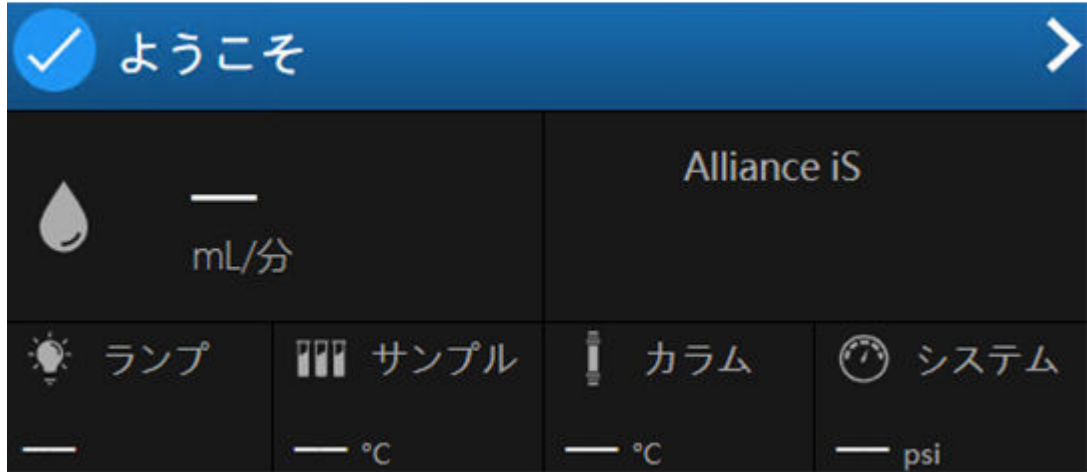 ようこそ
Alliance iS
mL/分
ランプ
サンプル
カラム
システム
°C
°C
psi